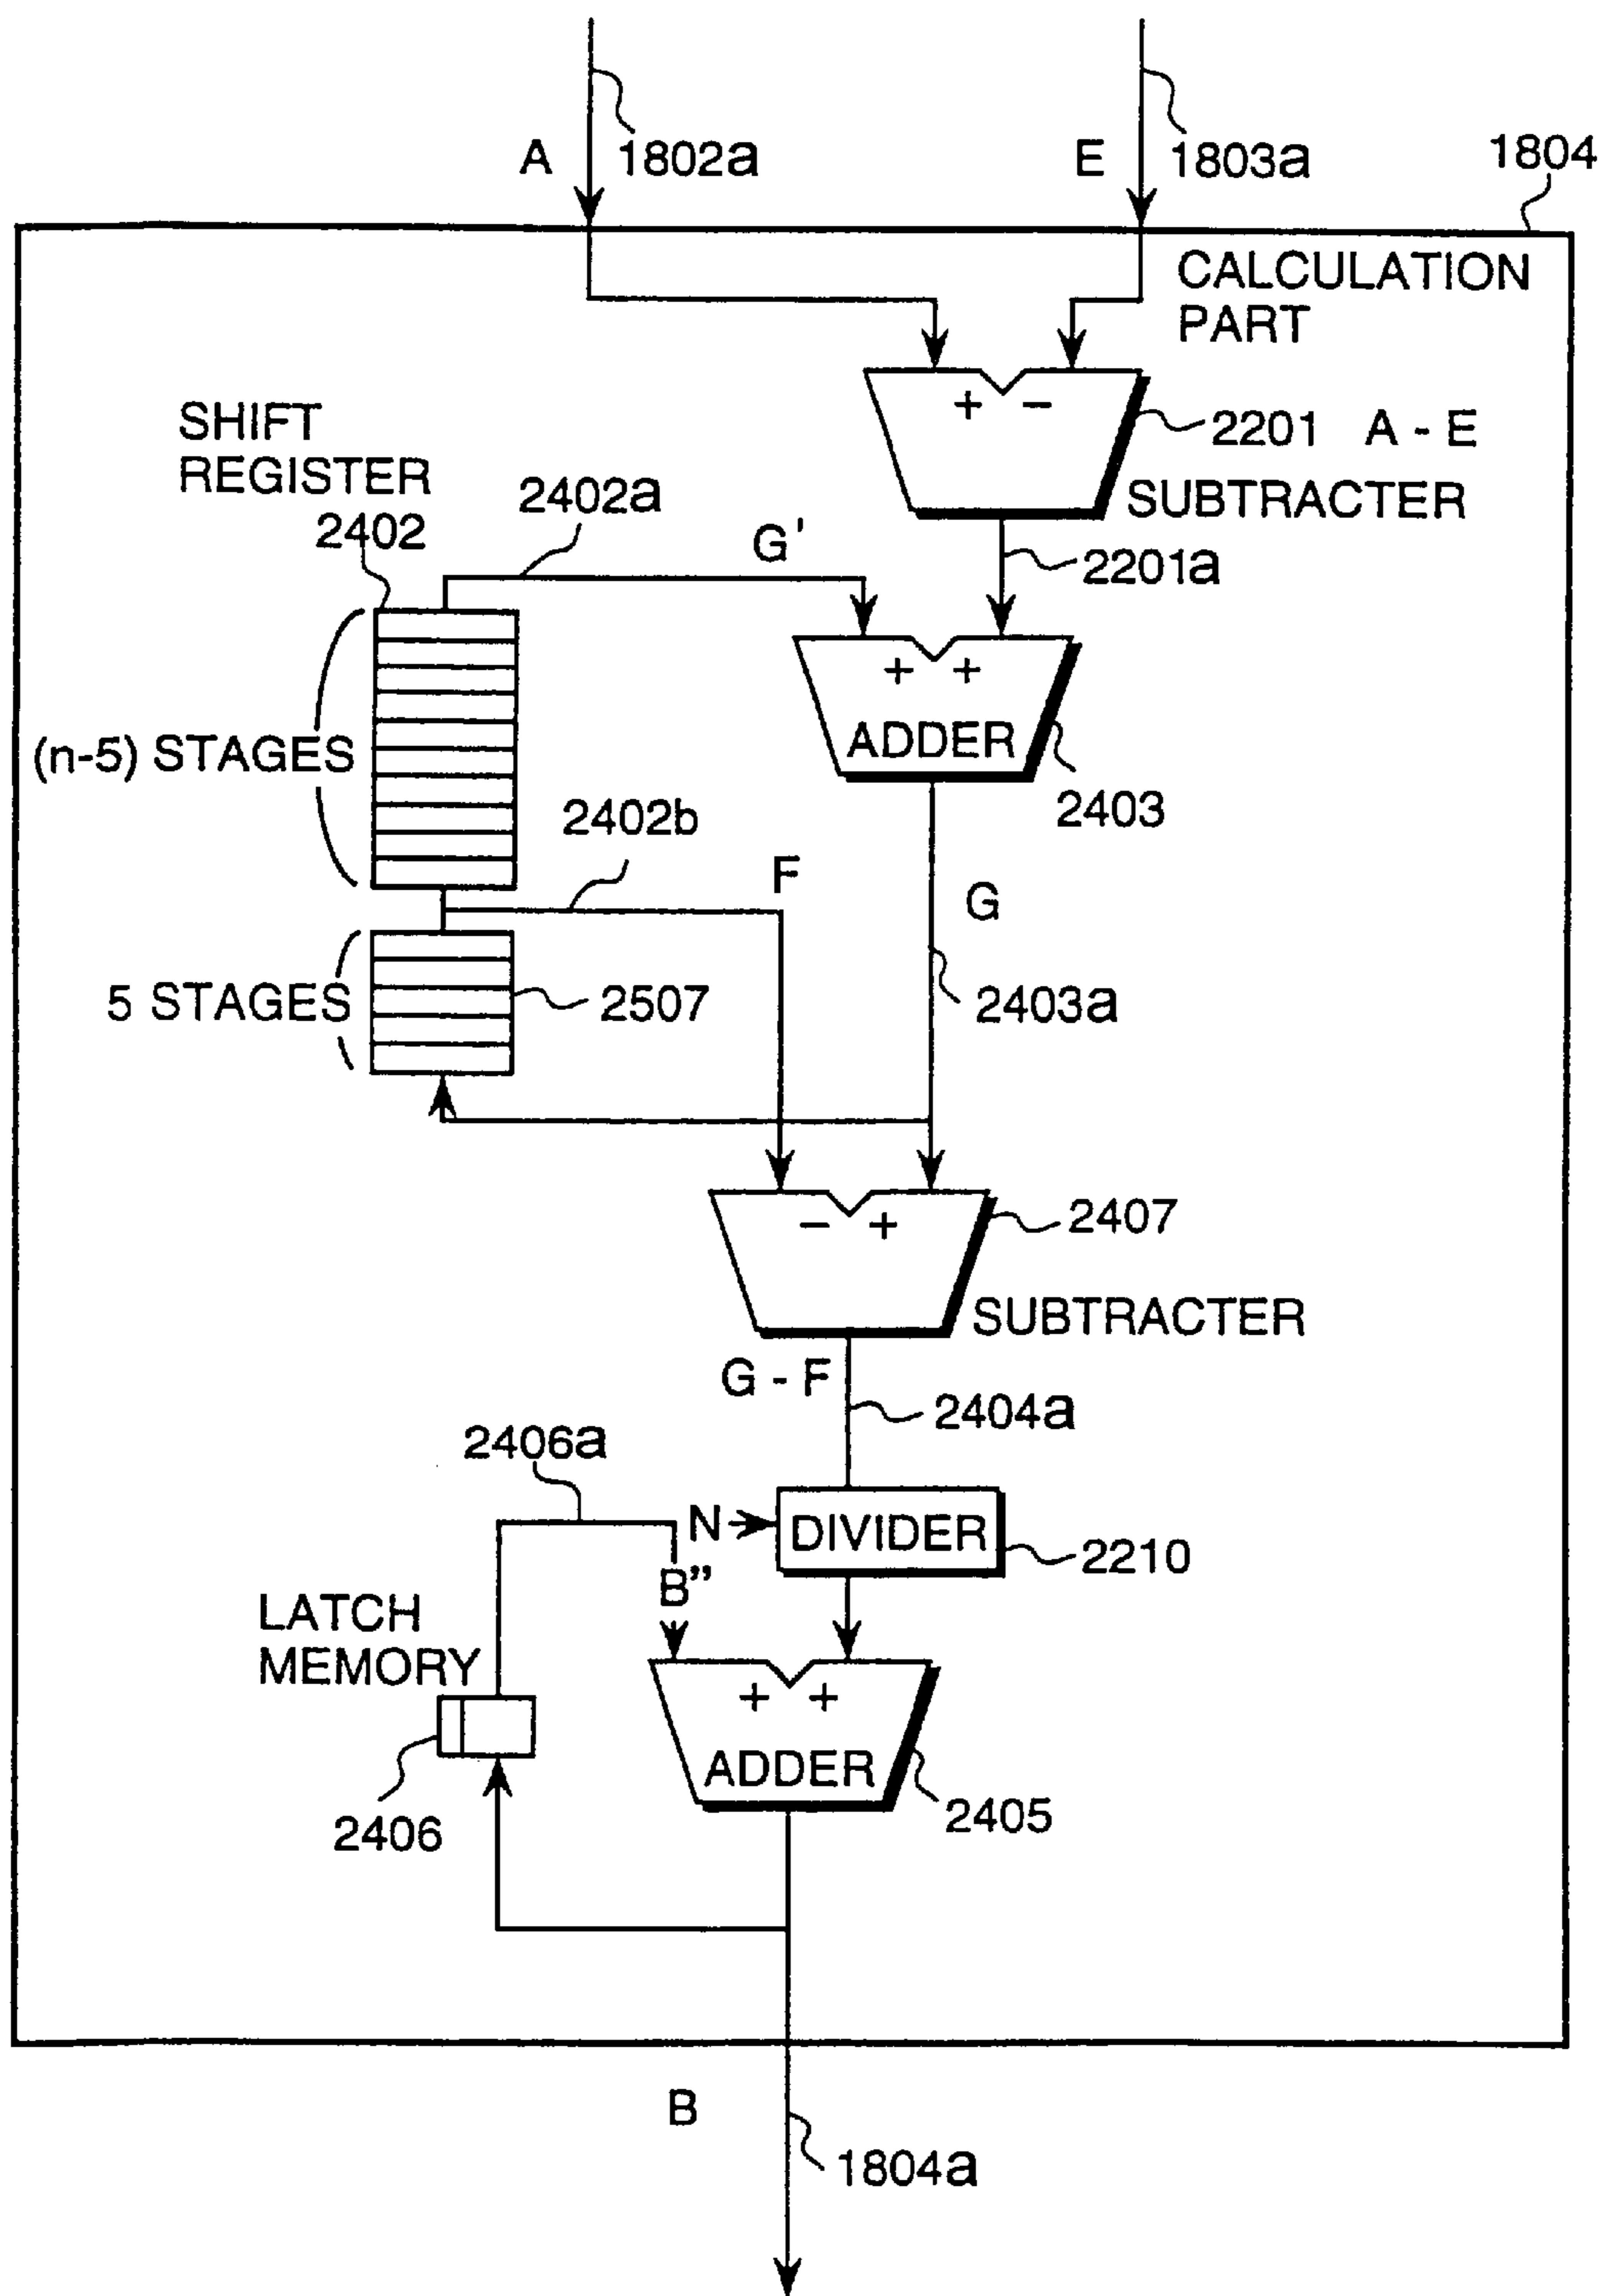 A
1802a
E
1803a
1804
CALCULATION
PART
+ −
2201 A - E
SUBTRACTER
SHIFT
REGISTER
2402
2402a
G'
2201a
+ +
ADDER
2403
(n-5) STAGES
2402b
F
G
2403a
5 STAGES
2507
− +
2407
SUBTRACTER
G - F
2404a
2406a
N
DIVIDER
2210
B"
LATCH
MEMORY
+ +
ADDER
2405
2406
B
1804a